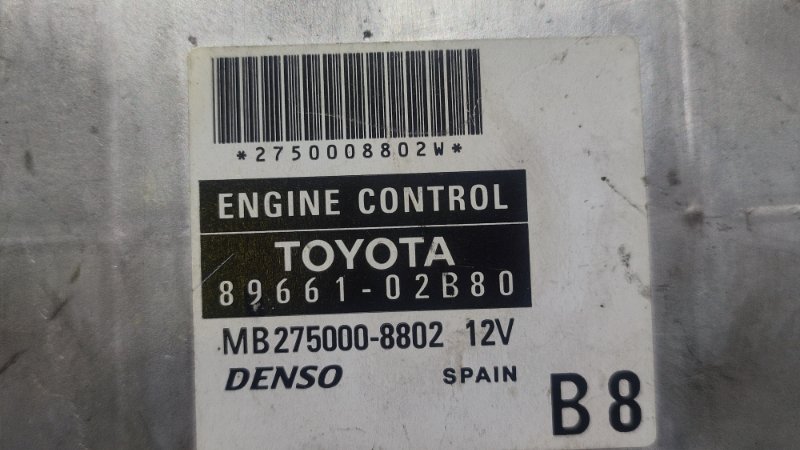 *2750008802W*
ENGINE CONTROL
TOYOTA
89661-02B80
MB275000-8802 12V
DENSO SPAIN
B8